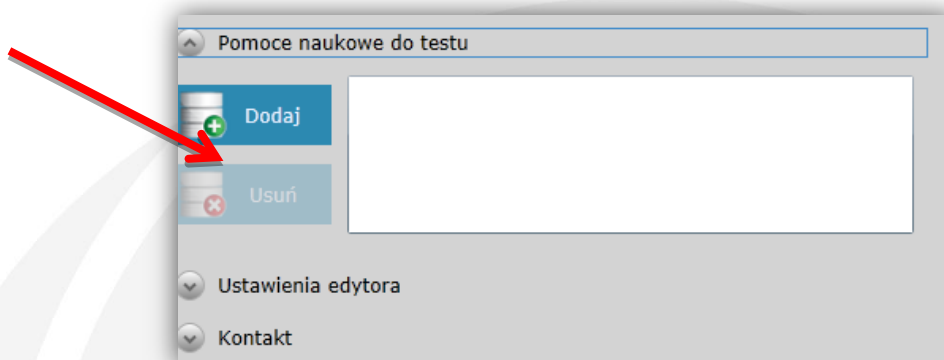 Pomoce naukowe do testu
Dodaj
Usuń
Ustawienia edytora
Kontakt